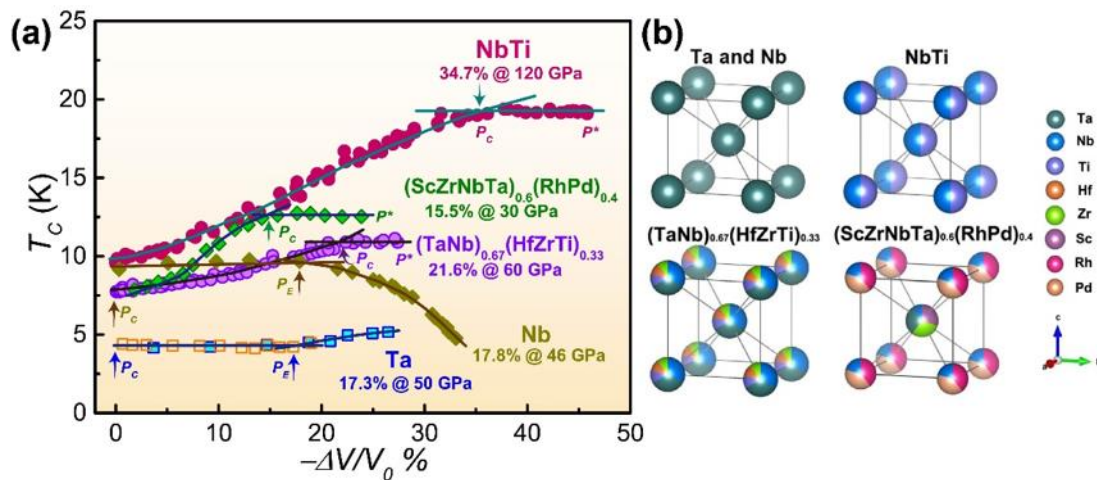 (a)
25
20
15
10
5
0
T_C (K)
NbTi
34.7% @ 120 GPa
P_C
P*
(ScZrNbTa)0.6(RhPd)0.4
15.5% @ 30 GPa
P*
P_C
(TaNb)0.67(HfZrTi)0.33
21.6% @ 60 GPa
P_C
P*
P_E
P_C
Nb
17.8% @ 46 GPa
P_C
P_E
Ta
17.3% @ 50 GPa
0 10 20 30 40 50
−ΔV/V0 %
(b)
Ta and Nb
NbTi
(TaNb)0.67(HfZrTi)0.33
(ScZrNbTa)0.6(RhPd)0.4
Ta
Nb
Ti
Hf
Zr
Sc
Rh
Pd
c